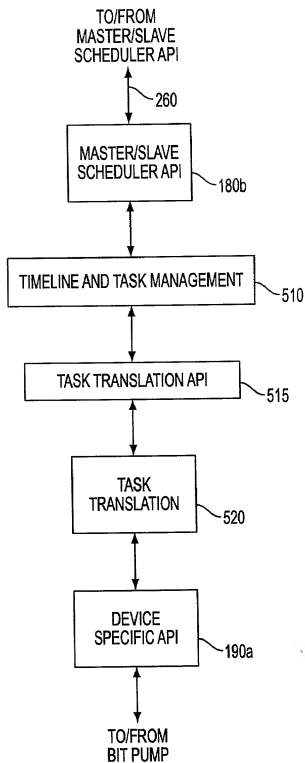 TO/FROM
MASTER/SLAVE
SCHEDULER API
260
MASTER/SLAVE
SCHEDULER API
180b
TIMELINE AND TASK MANAGEMENT
510
TASK TRANSLATION API
515
TASK
TRANSLATION
520
DEVICE
SPECIFIC API
190a
TO/FROM
BIT PUMP